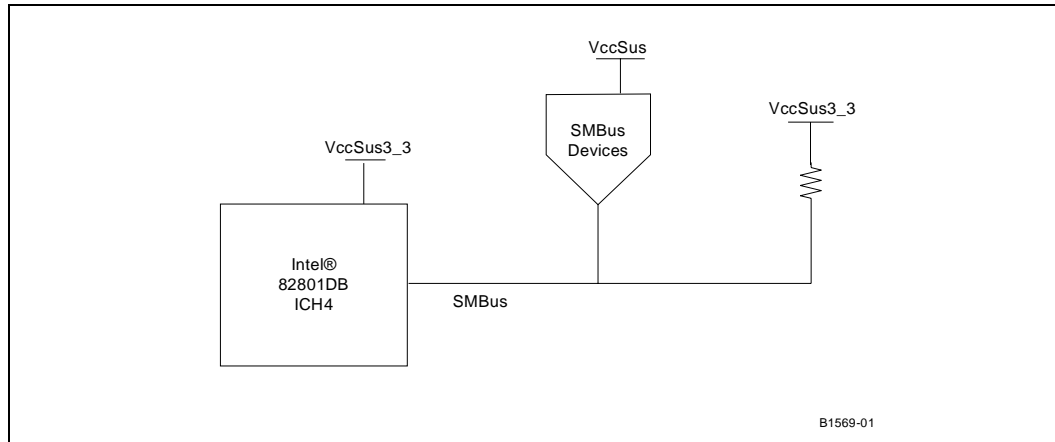 VccSus
SMBus
Devices
VccSus3_3
VccSus3_3
Intel®
82801DB
ICH4
SMBus
B1569-01